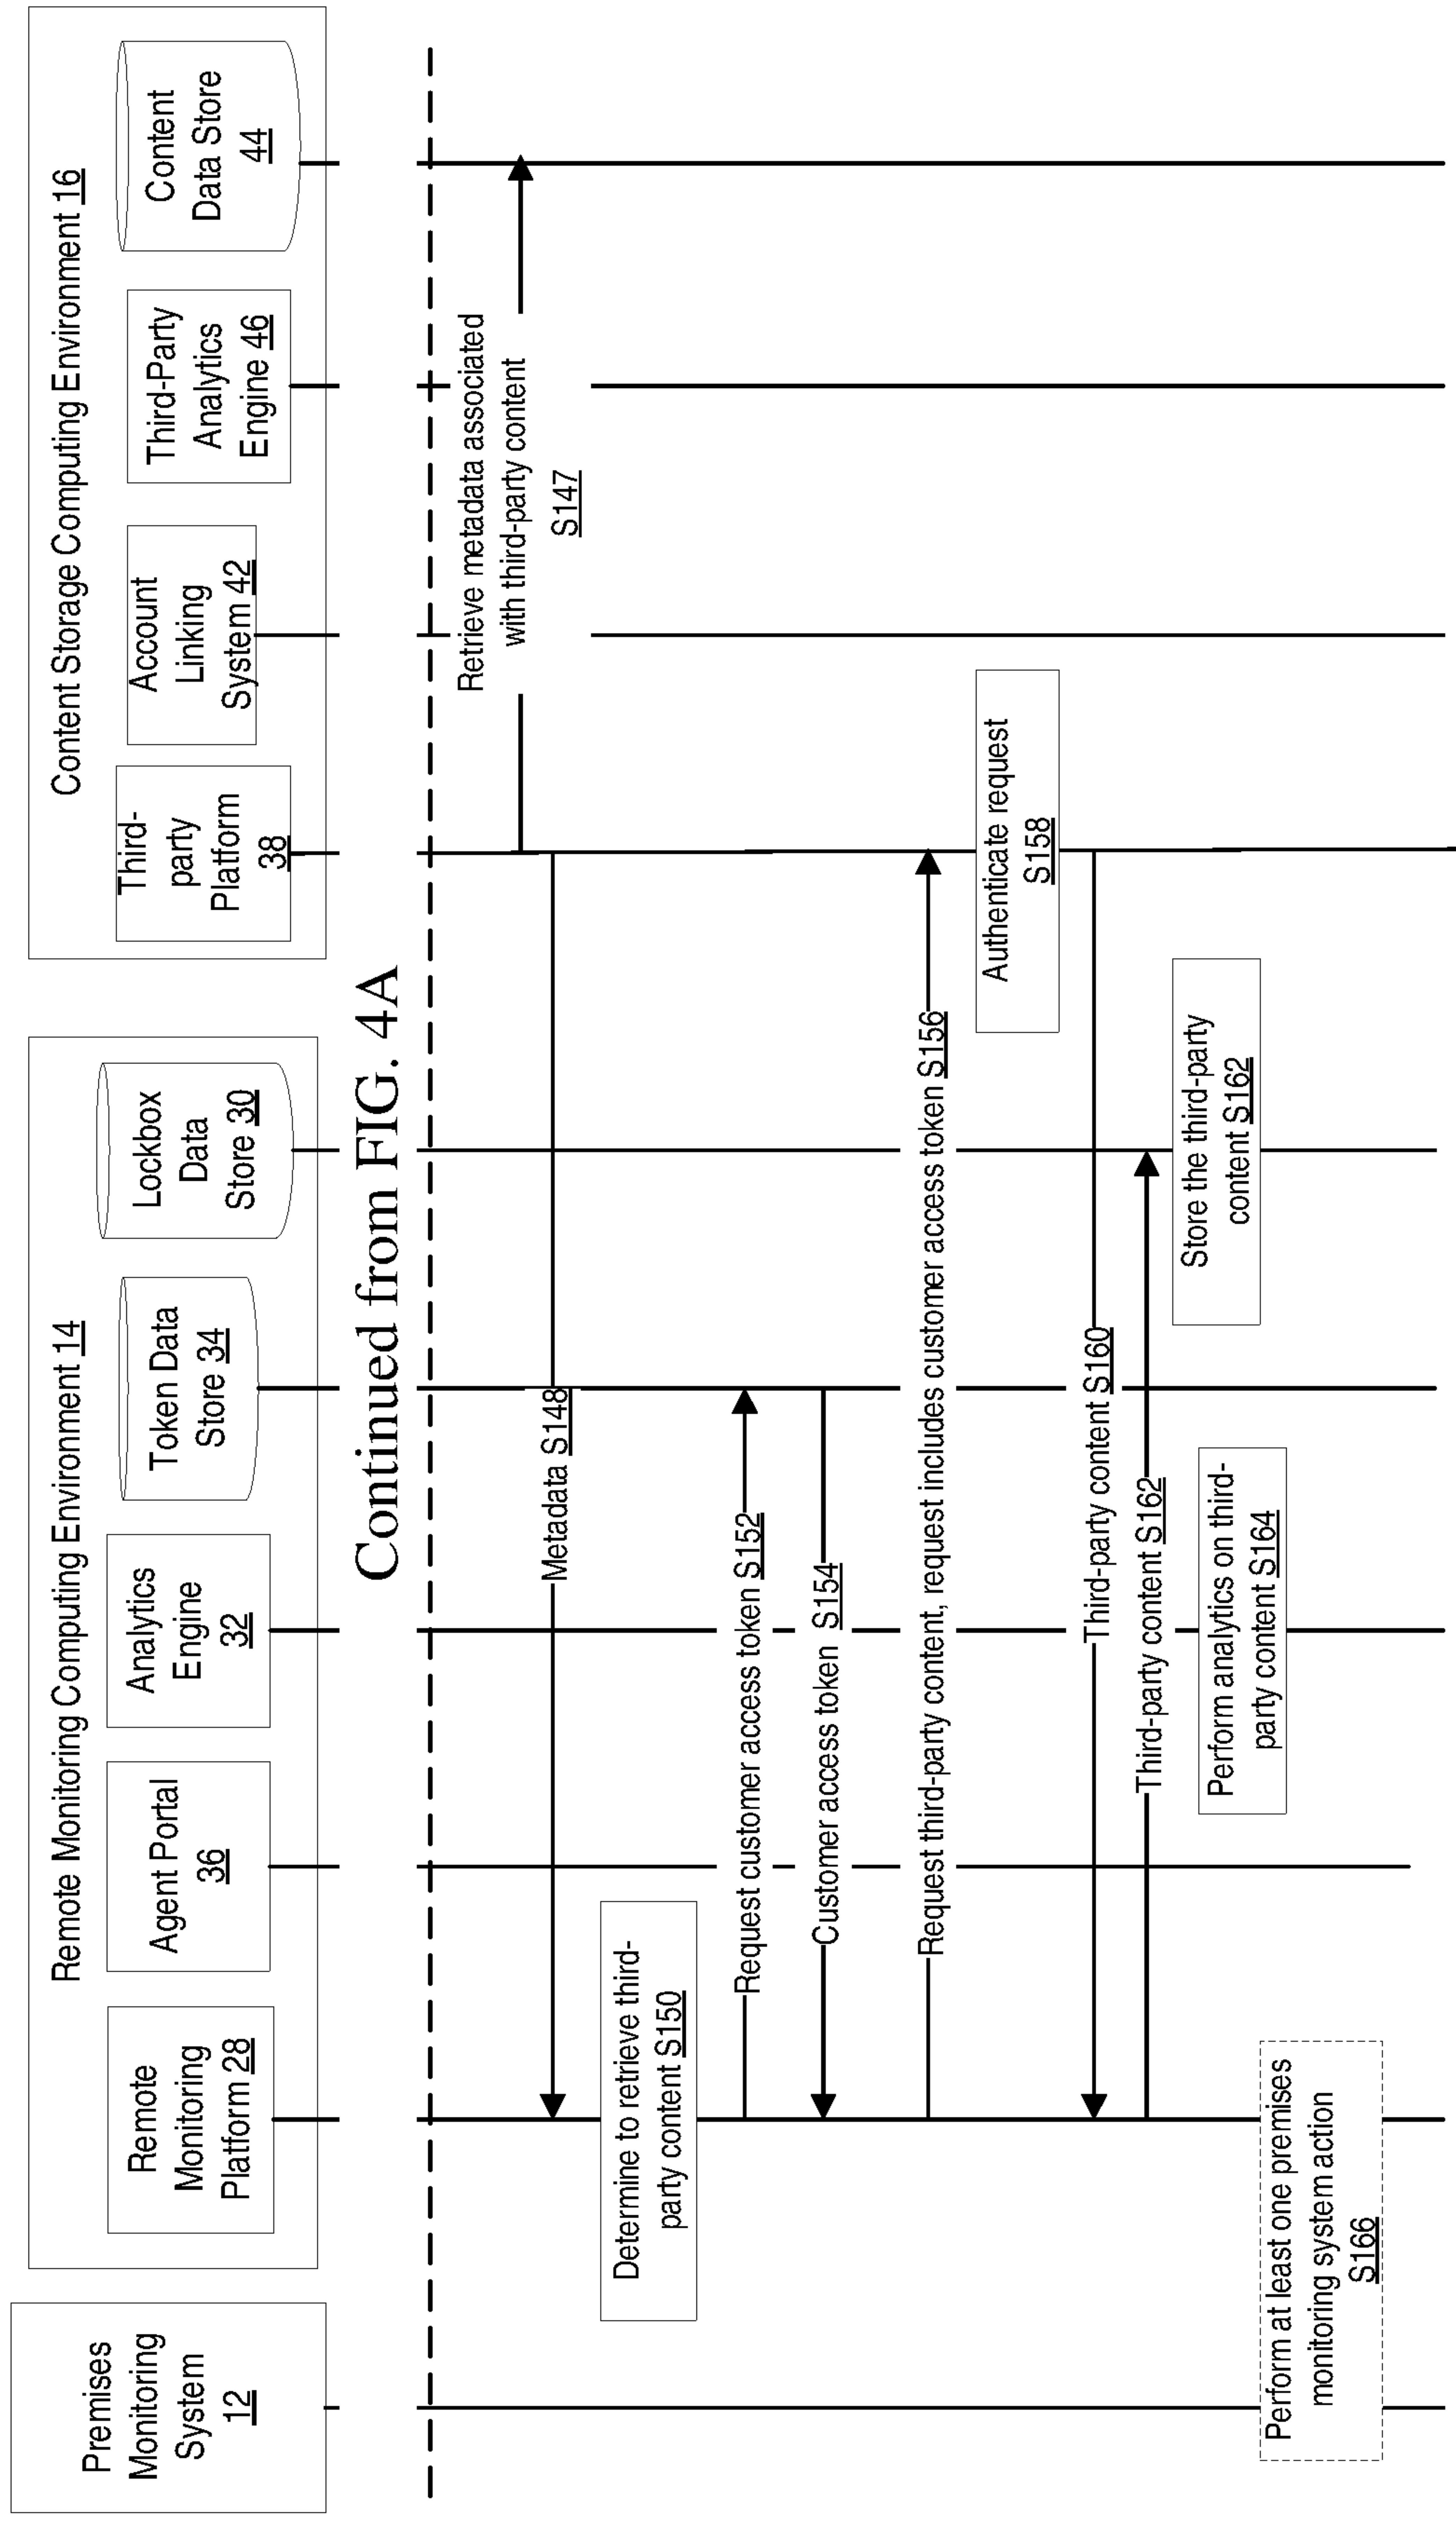 Premises
Monitoring
System
12
Remote Monitoring Computing Environment 14
Remote
Monitoring
Platform 28
Agent Portal
36
Analytics
Engine
32
Token Data
Store 34
Lockbox
Data
Store 30
Content Storage Computing Environment 16
Third-
party
Platform
38
Account
Linking
System 42
Third-Party
Analytics
Engine 46
Content
Data Store
44
Continued from FIG. 4A
Retrieve metadata associated
with third-party content
S147
Metadata S148
Determine to retrieve third-
party content S150
Request customer access token S152
Customer access token S154
Request third-party content, request includes customer access token S156
Authenticate request
S158
Third-party content S160
Third-party content S162
Store the third-party
content S162
Perform analytics on third-
party content S164
Perform at least one premises
monitoring system action
S166